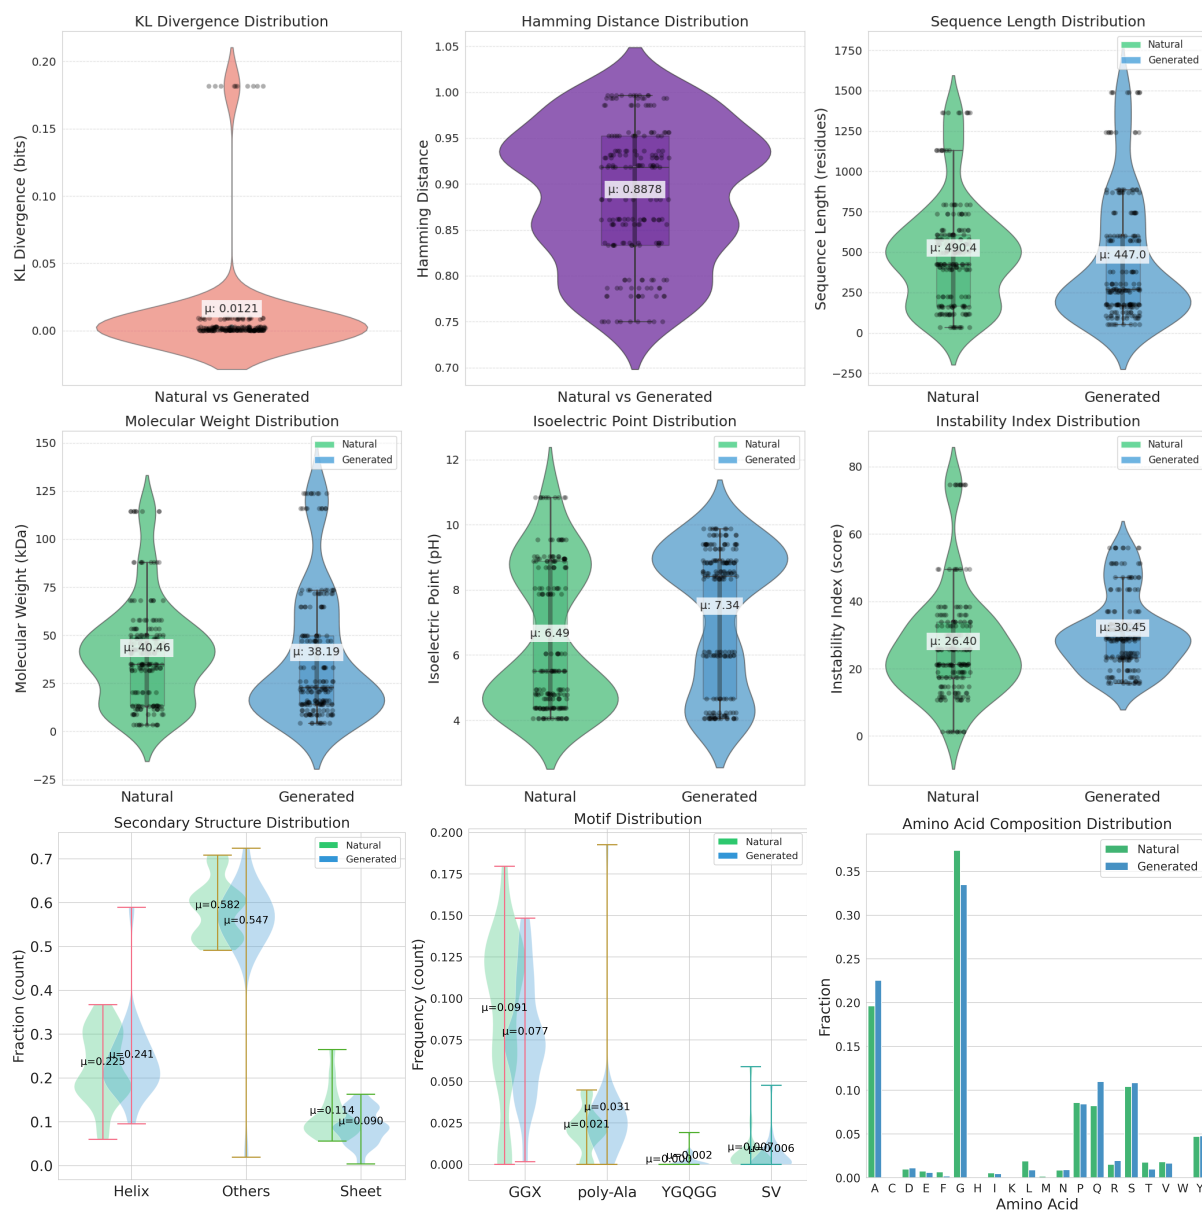 KL Divergence Distribution
KL Divergence (bits)
0.20
0.15
0.10
0.05
0.00
μ: 0.0121
Natural vs Generated
Hamming Distance Distribution
Hamming Distance
1.05
1.00
0.95
0.90
0.85
0.80
0.75
0.70
μ: 0.8878
Natural vs Generated
Sequence Length Distribution
Sequence Length (residues)
1750
1500
1250
1000
750
500
250
0
−250
Natural
Generated
μ: 490.4
μ: 447.0
Natural Generated
Molecular Weight Distribution
Molecular Weight (kDa)
150
125
100
75
50
25
0
−25
Natural
Generated
μ: 40.46
μ: 38.19
Natural Generated
Isoelectric Point Distribution
Isoelectric Point (pH)
12
10
8
6
4
Natural
Generated
μ: 6.49
μ: 7.34
Natural Generated
Instability Index Distribution
Instability Index (score)
80
60
40
20
0
Natural
Generated
μ: 26.40
μ: 30.45
Natural Generated
Secondary Structure Distribution
Fraction (count)
0.7
0.6
0.5
0.4
0.3
0.2
0.1
0.0
Natural
Generated
μ=0.582
μ=0.547
μ=0.225
μ=0.241
μ=0.114
μ=0.090
Helix Others Sheet
Motif Distribution
Frequency (count)
0.200
0.175
0.150
0.125
0.100
0.075
0.050
0.025
0.000
Natural
Generated
μ=0.091
μ=0.077
μ=0.021
μ=0.031
μ=0.000
μ=0.002
μ=0.007
μ=0.006
GGX poly-Ala YGQGG SV
Amino Acid Composition Distribution
Fraction
0.35
0.30
0.25
0.20
0.15
0.10
0.05
0.00
Natural
Generated
A C D E F G H I K L M N P Q R S T V W Y
Amino Acid